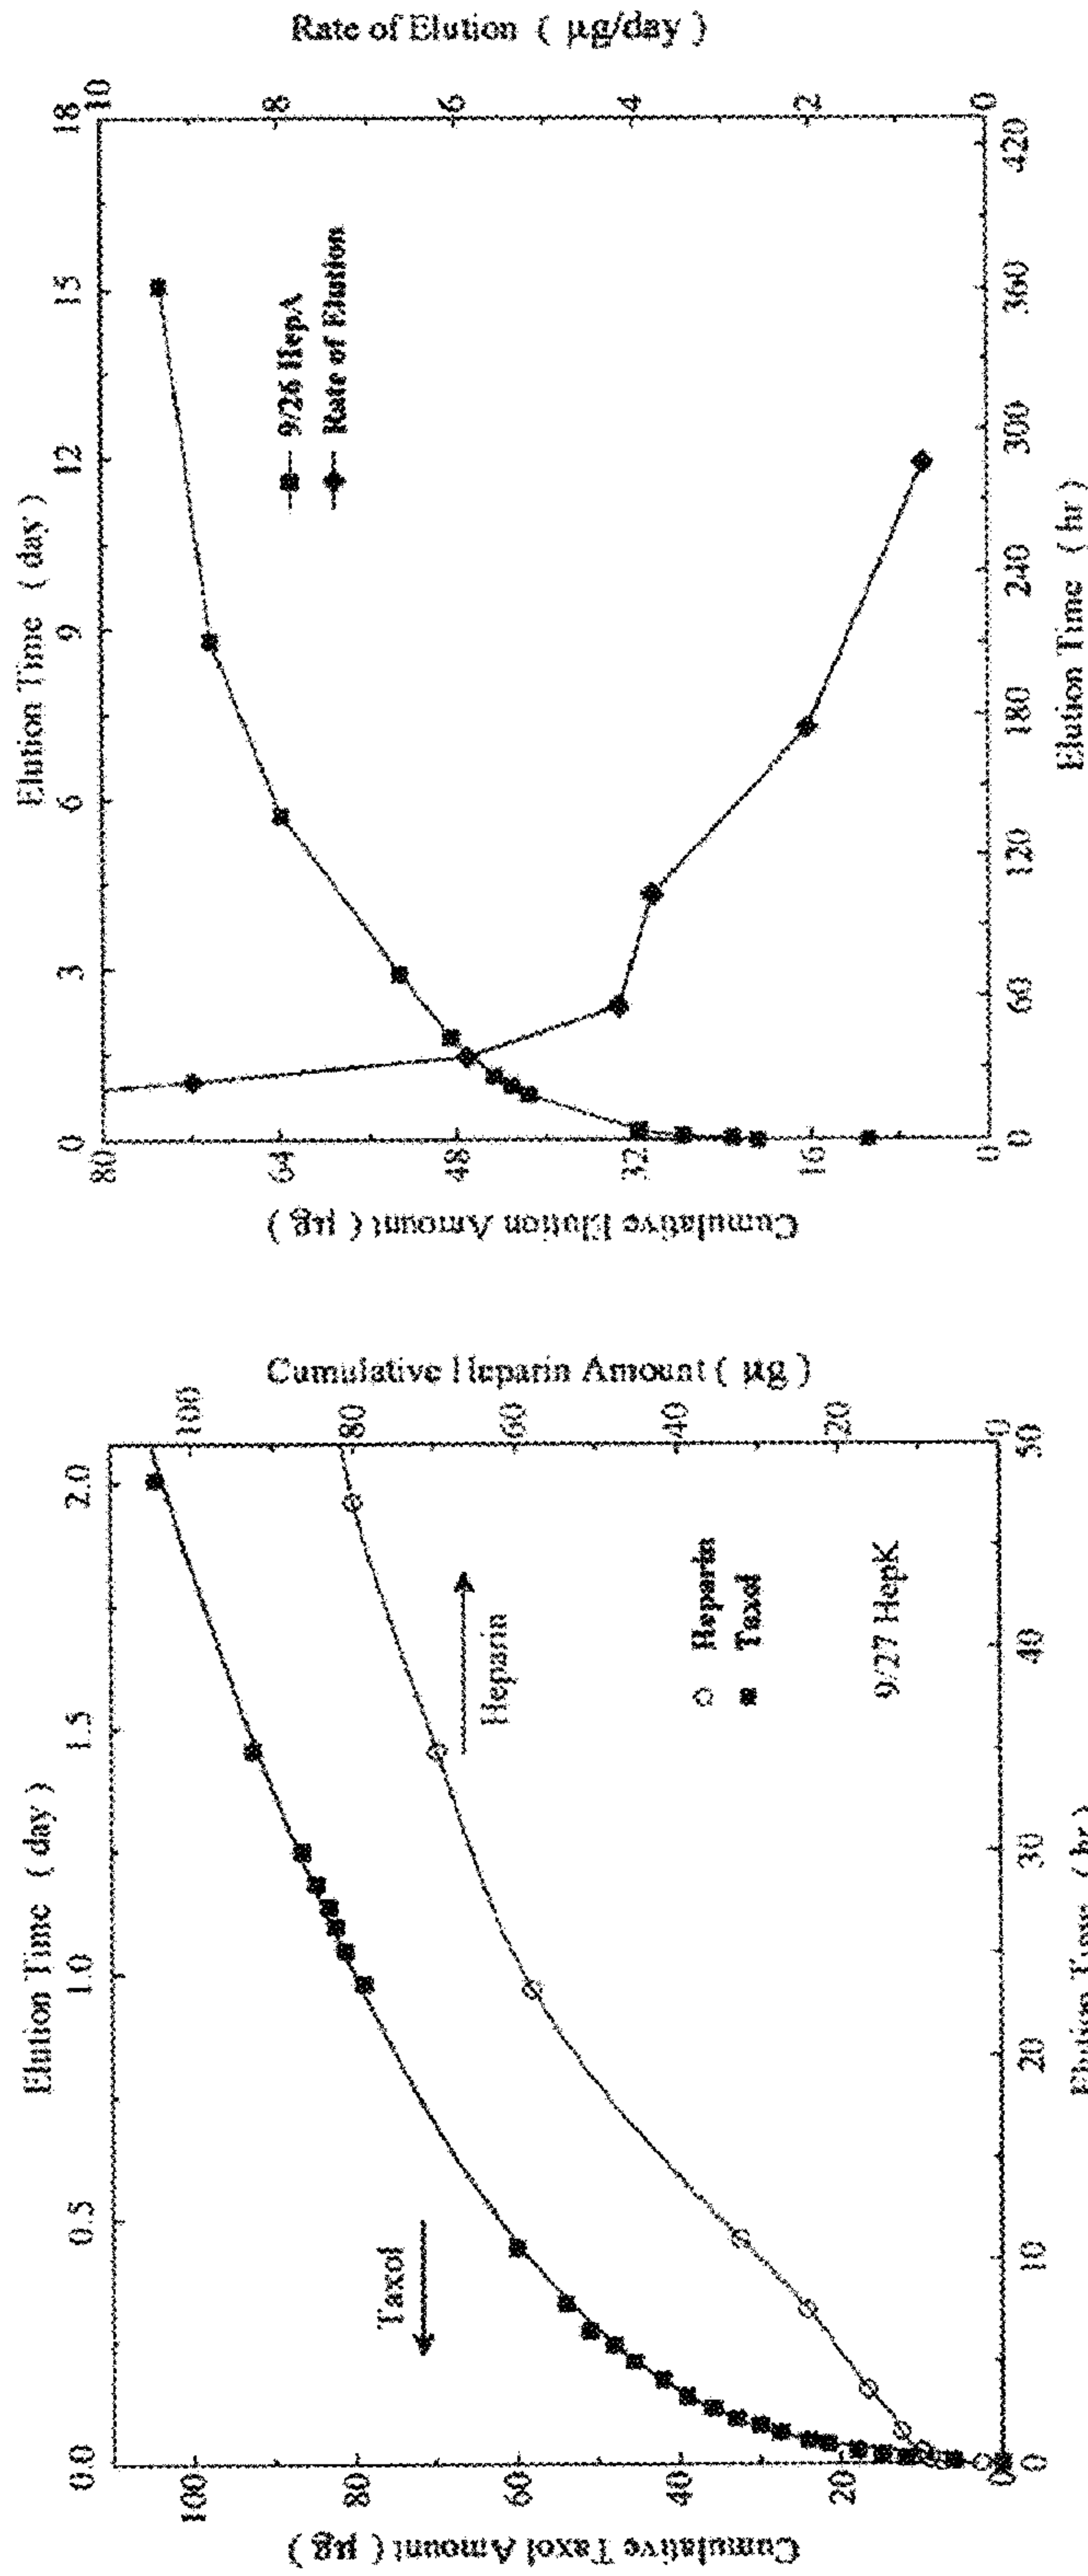 Elution Time ( day )
0.0 0.5 1.0 1.5 2.0
Cumulative Taxol Amount ( µg )
100
80
60
40
20
0
Cumulative Heparin Amount ( µg )
100
80
60
40
20
0
Taxol
Heparin
Heparin
Taxol
9/27 HepK
0 10 20 30 40 50
Elution Time ( hr )
Elution Time ( day )
0 3 6 9 12 15 18
Cumulative Elution Amount ( µg )
80
64
48
32
16
0
Rate of Elution ( µg/day )
10
8
6
4
2
0
9/26 HepA
Rate of Elution
0 60 120 180 240 300 360 420
Elution Time ( hr )